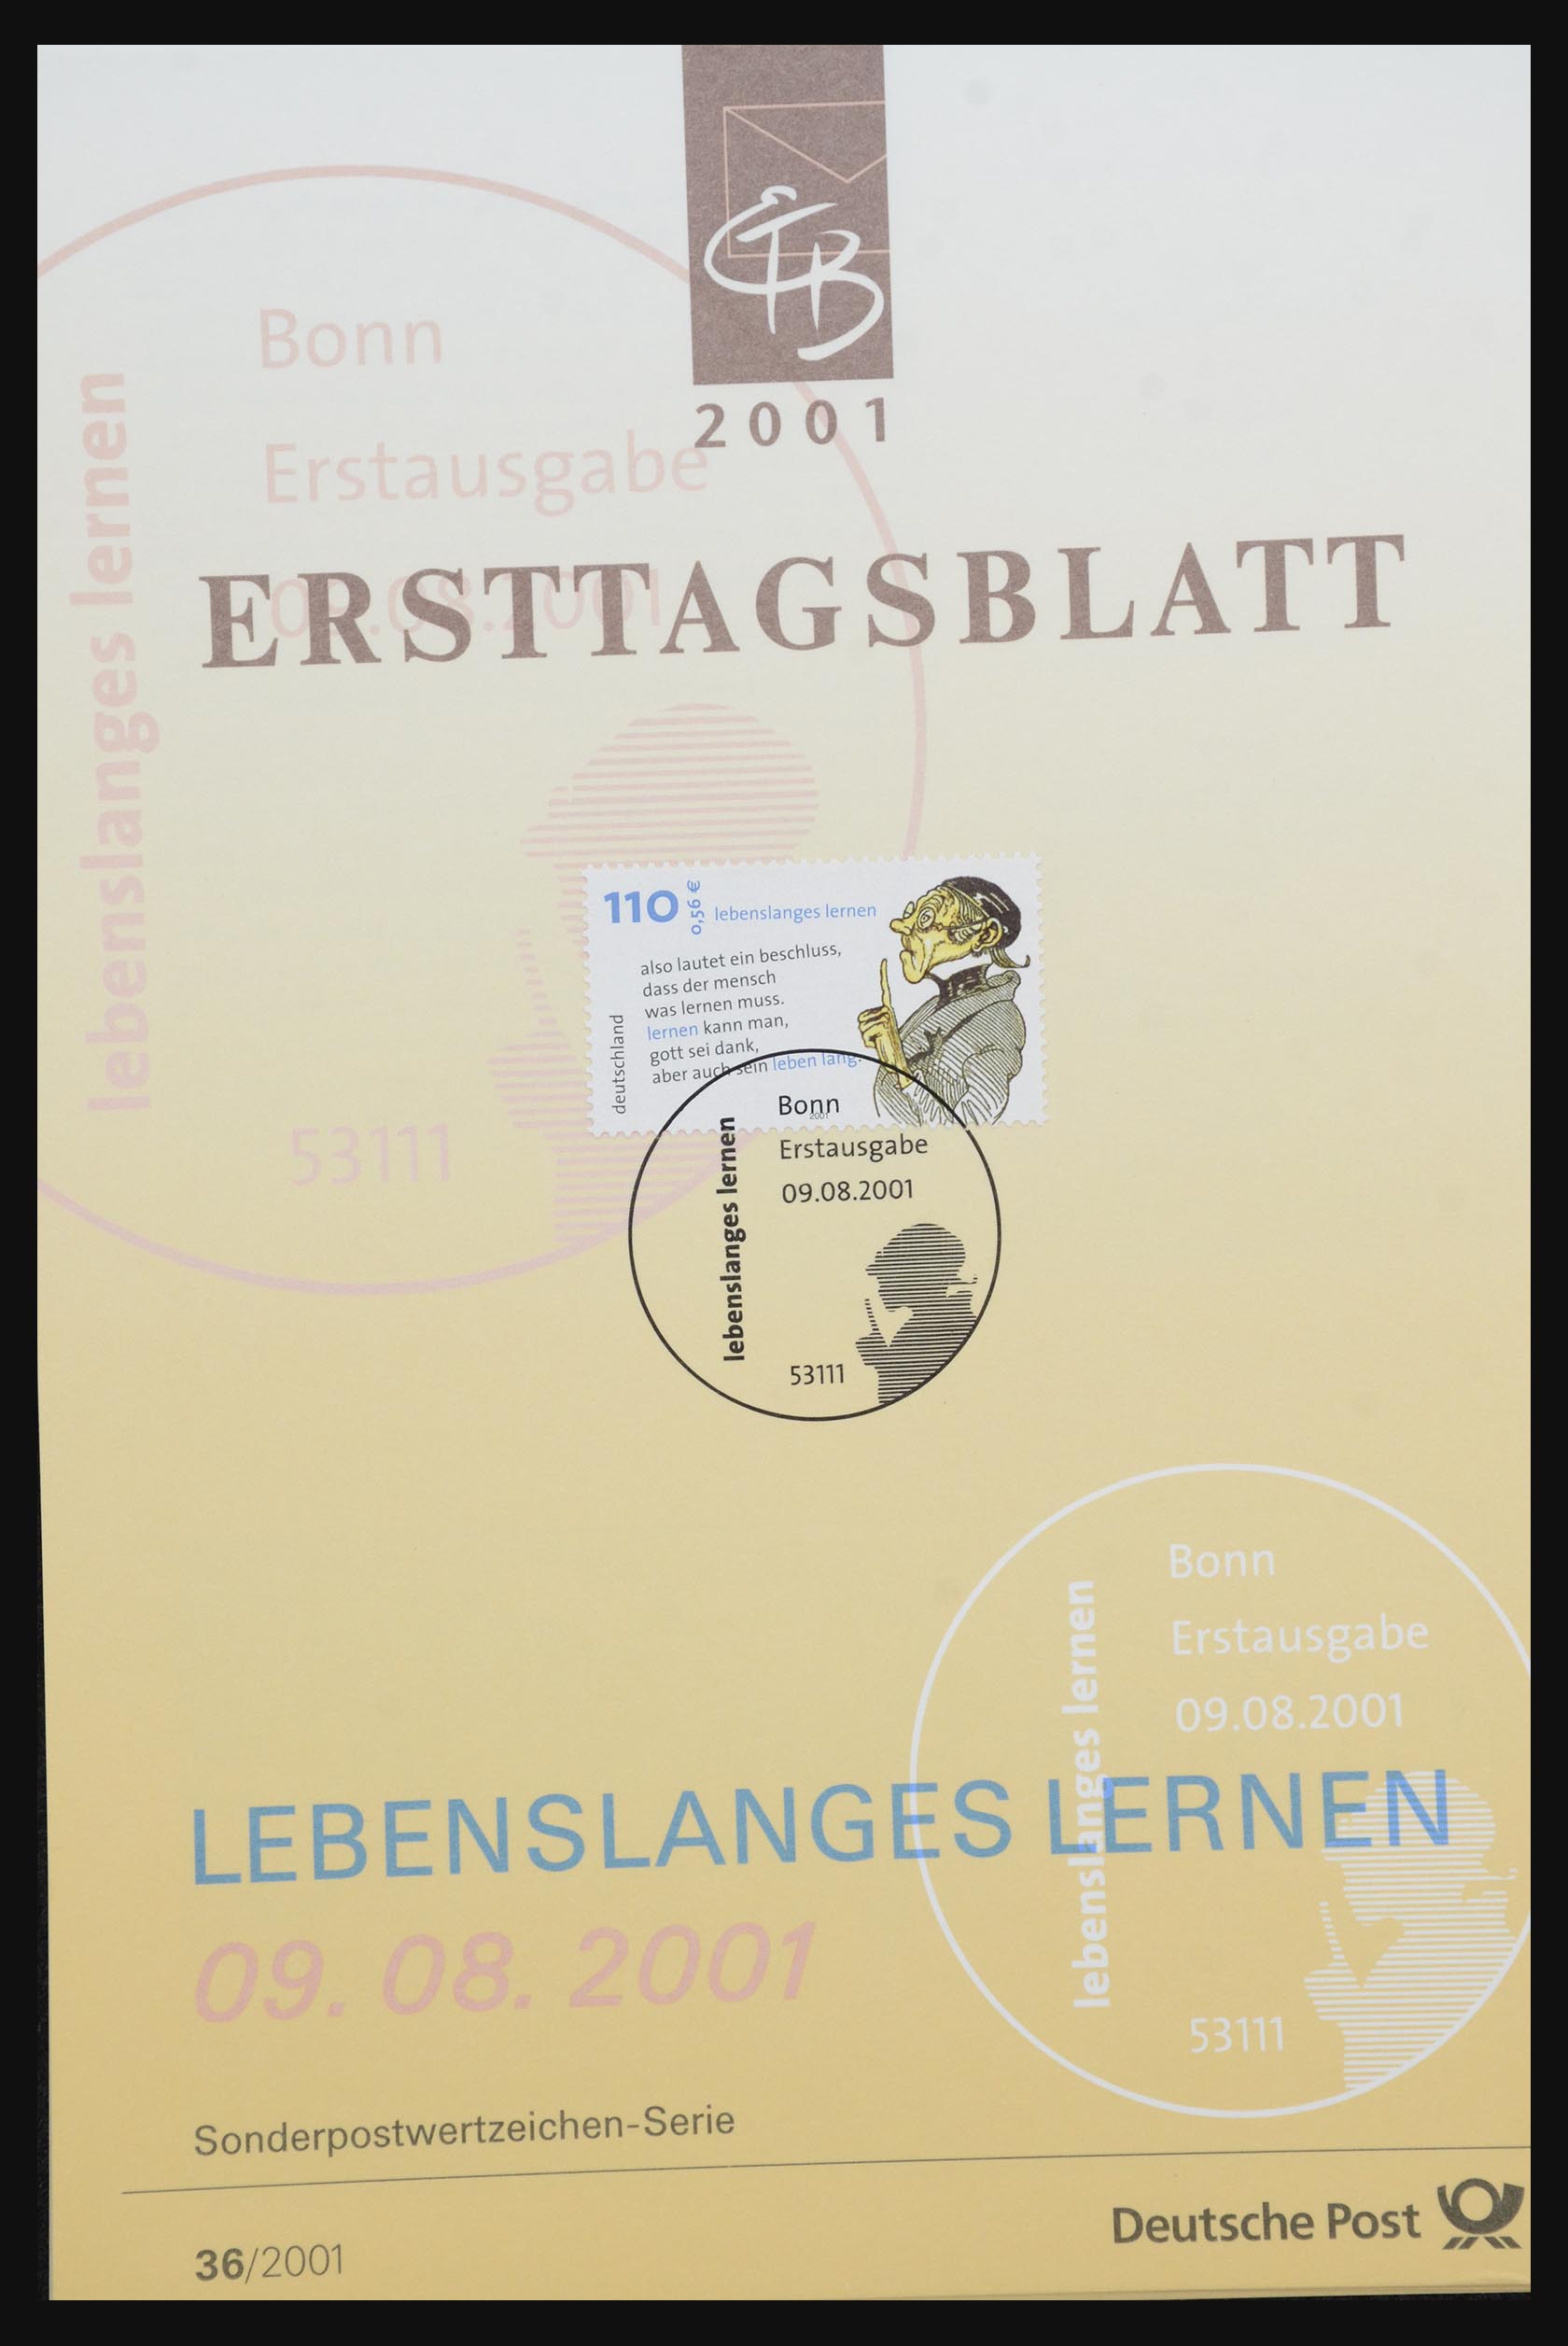 ETB
2001
Bonn
Erstausgabe
09.08.2001
lebenslanges lernen
53111
ERSTTAGSBLATT
110
0,56 €
lebenslanges lernen
also lautet ein beschluss,
dass der mensch
was lernen muss.
lernen kann man,
gott sei dank,
aber auch sein leben lang.
deutschland
2001
Bonn
Erstausgabe
09.08.2001
lebenslanges lernen
53111
Bonn
Erstausgabe
09.08.2001
lebenslanges lernen
53111
LEBENSLANGES LERNEN
09. 08. 2001
Sonderpostwertzeichen-Serie
Deutsche Post
36/2001